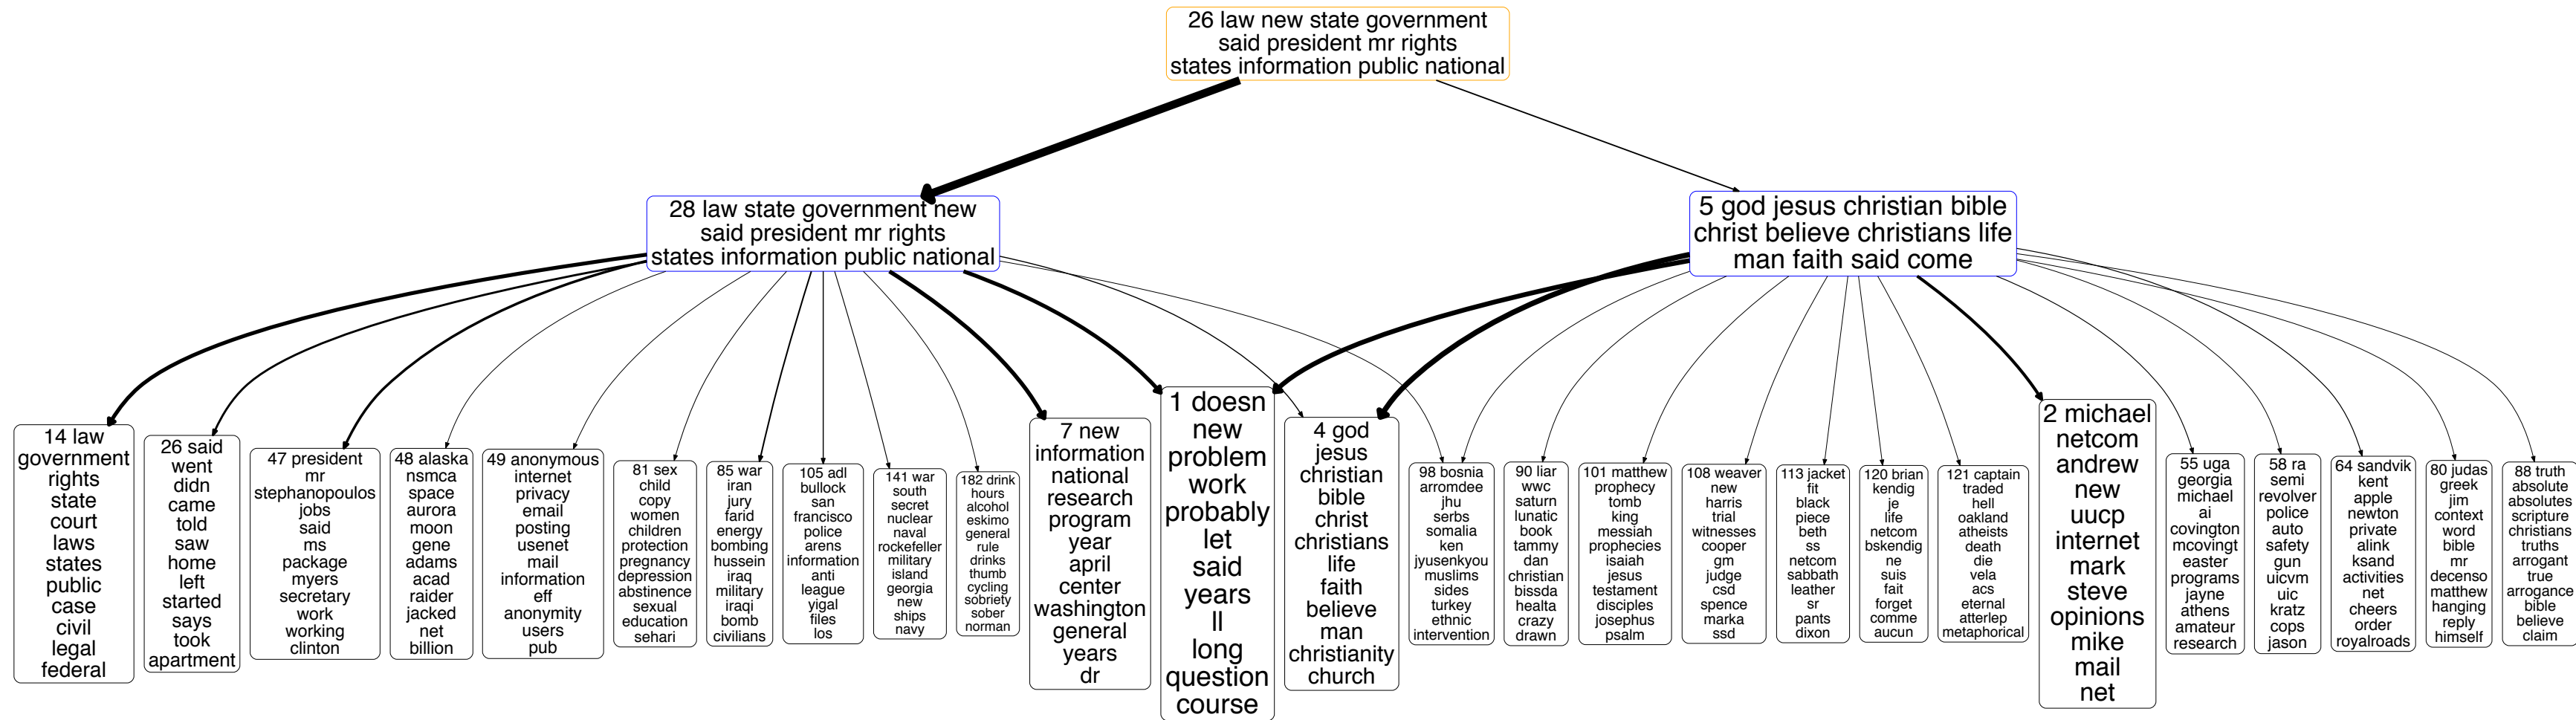 26 law new state government
said president mr rights
states information public national
28 law state government new
said president mr rights
states information public national
5 god jesus christian bible
christ believe christians life
man faith said come
14 law
government
rights
state
court
laws
states
public
case
civil
legal
federal
26 said
went
didn
came
told
saw
home
left
started
says
took
apartment
47 president
mr
stephanopoulos
jobs
said
ms
package
myers
secretary
work
working
clinton
48 alaska
nsmca
space
aurora
moon
gene
adams
acad
raider
jacked
net
billion
49 anonymous
internet
privacy
email
posting
usenet
mail
information
eff
anonymity
users
pub
81 sex
child
copy
women
children
protection
pregnancy
depression
abstinence
sexual
education
sehari
85 war
iran
jury
farid
energy
bombing
hussein
iraq
military
iraqi
bomb
civilians
105 adl
bullock
san
francisco
police
arens
information
anti
league
yigal
files
los
141 war
south
secret
nuclear
naval
rockefeller
military
island
georgia
new
ships
navy
182 drink
hours
alcohol
eskimo
general
rule
drinks
thumb
cycling
sobriety
sober
norman
7 new
information
national
research
program
year
april
center
washington
general
years
dr
1 doesn
new
problem
work
probably
let
said
years
ll
long
question
course
4 god
jesus
christian
bible
christ
christians
life
faith
believe
man
christianity
church
98 bosnia
arromdee
jhu
serbs
somalia
ken
jyusenkyou
muslims
sides
turkey
ethnic
intervention
90 liar
wwc
saturn
lunatic
book
tammy
dan
christian
bissda
healta
crazy
drawn
101 matthew
prophecy
tomb
king
messiah
prophecies
isaiah
jesus
testament
disciples
josephus
psalm
108 weaver
new
harris
trial
witnesses
cooper
gm
judge
csd
spence
marka
ssd
113 jacket
fit
black
piece
beth
ss
netcom
sabbath
leather
sr
pants
dixon
120 brian
kendig
je
life
netcom
bskendig
ne
suis
fait
forget
comme
aucun
121 captain
traded
hell
oakland
atheists
death
die
vela
acs
eternal
atterlep
metaphorical
2 michael
netcom
andrew
new
uucp
internet
mark
steve
opinions
mike
mail
net
55 uga
georgia
michael
ai
covington
mcovingt
easter
programs
jayne
athens
amateur
research
58 ra
semi
revolver
police
auto
safety
gun
uicvm
uic
kratz
cops
jason
64 sandvik
kent
apple
newton
private
alink
ksand
activities
net
cheers
order
royalroads
80 judas
greek
jim
context
word
bible
mr
decenso
matthew
hanging
reply
himself
88 truth
absolute
absolutes
scripture
christians
truths
arrogant
true
arrogance
bible
believe
claim